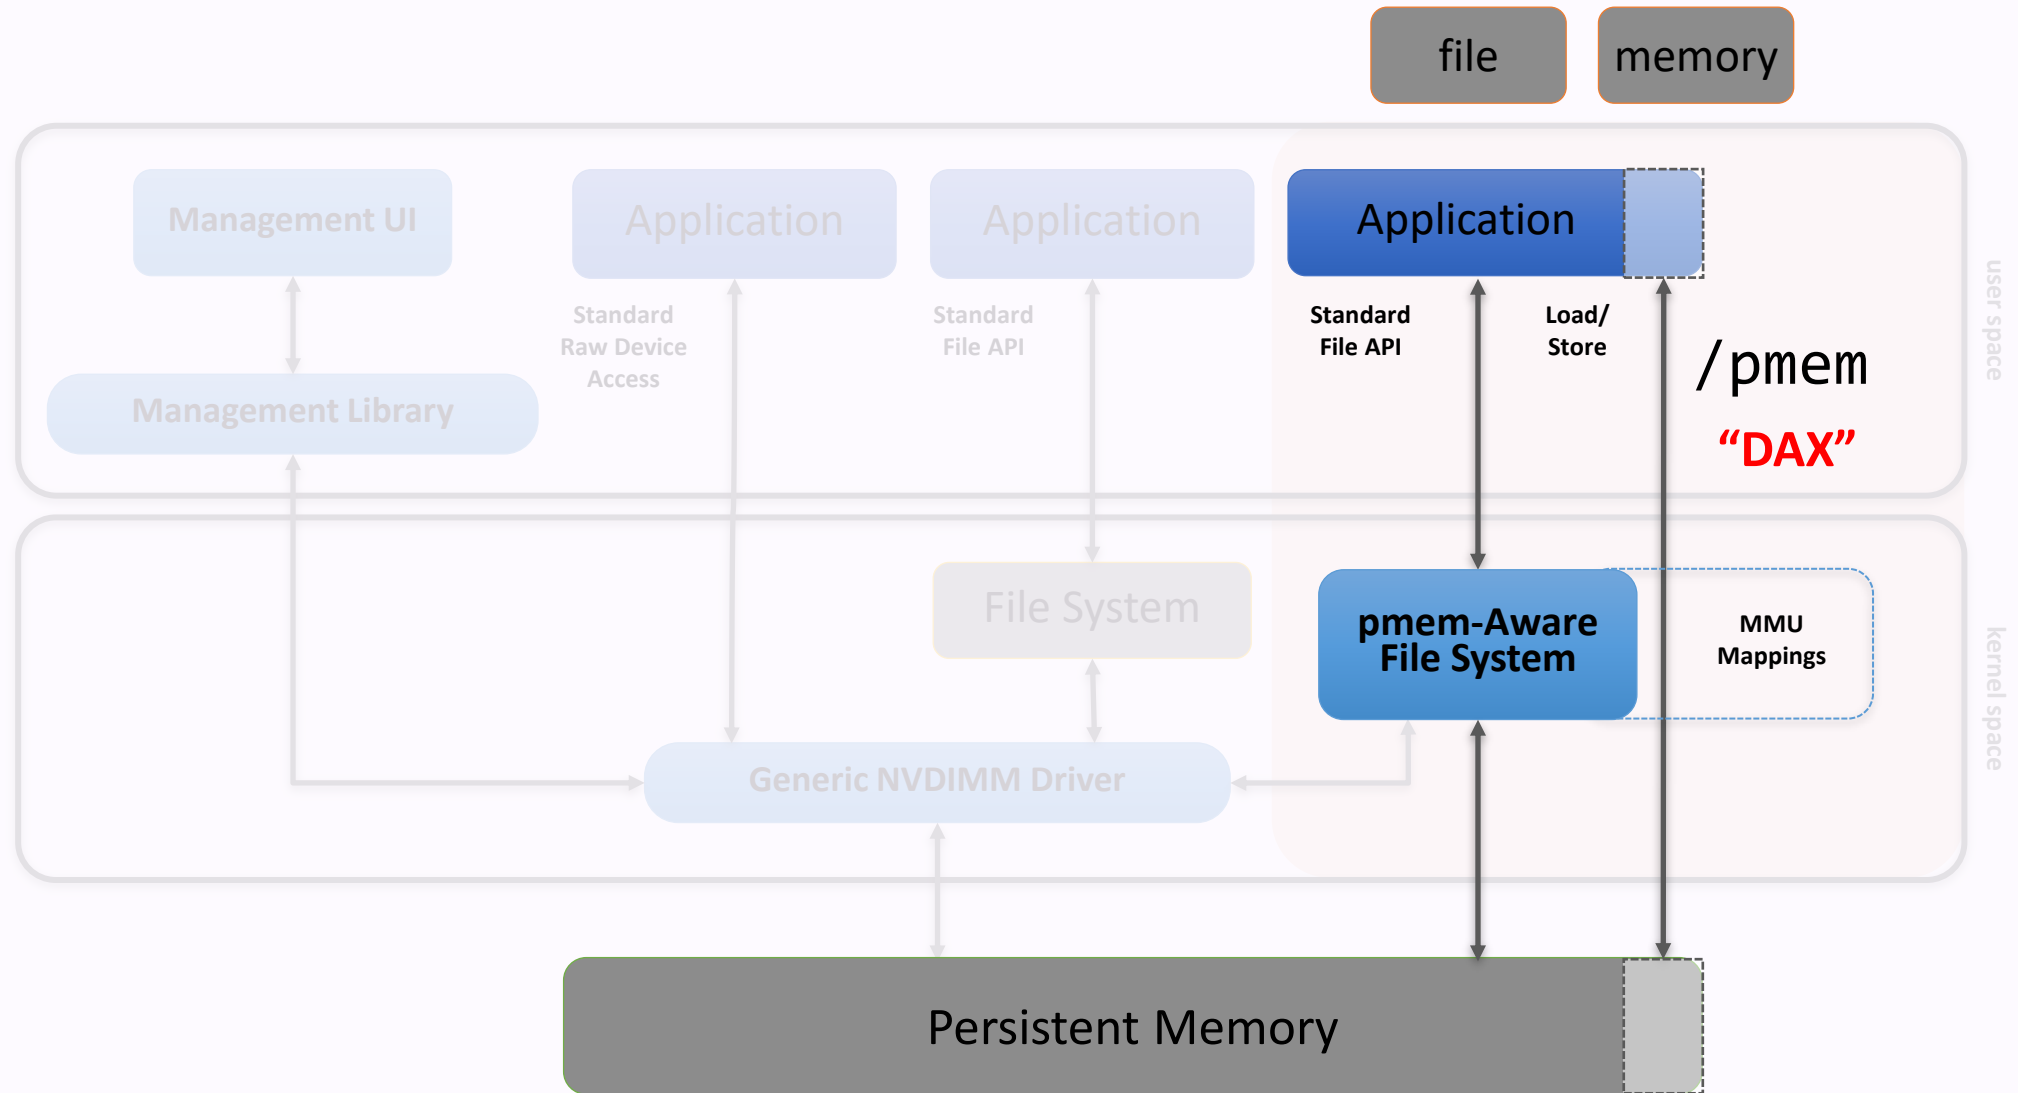 file
memory
Management UI
Application
Application
Application
Standard
Raw Device
Access
Standard
File API
Standard
File API
Load/
Store
user space
/pmem
“DAX”
Management Library
File System
pmem-Aware
File System
MMU
Mappings
kernel space
Generic NVDIMM Driver
Persistent Memory